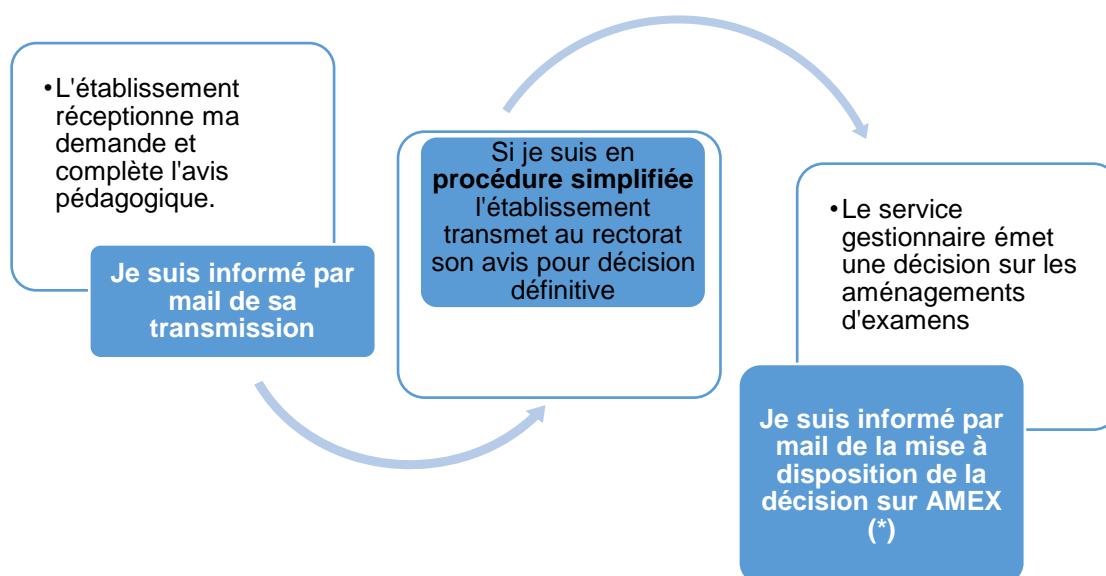 •L'établissement
réceptionne ma
demande et
complète l'avis
pédagogique.
Je suis informé par
mail de sa
transmission
Si je suis en
procédure simplifiée
l'établissement
transmet au rectorat
son avis pour décision
définitive
•Le service
gestionnaire émet
une décision sur les
aménagements
d'examens
Je suis informé par
mail de la mise à
disposition de la
décision sur AMEX
(*)